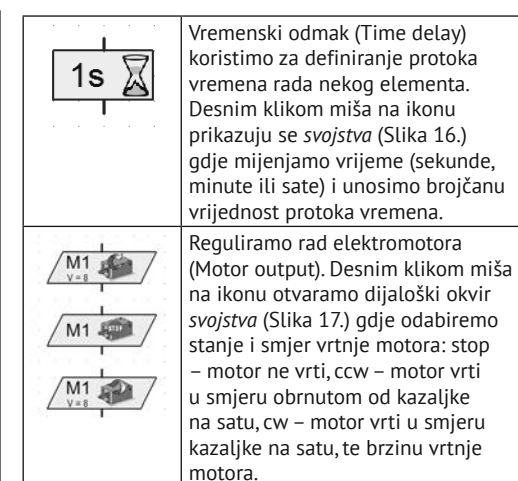 1s
Vremenski odmak (Time delay)
koristimo za definiranje protoka
vremena rada nekog elementa.
Desnim klikom miša na ikonu
prikazuju se svojstva (Slika 16.)
gdje mijenjamo vrijeme (sekunde,
minute ili sate) i unosimo brojčanu
vrijednost protoka vremena.
M1
V=8
M1
M1
V=8
Reguliramo rad elektromotora
(Motor output). Desnim klikom miša
na ikonu otvaramo dijaloški okvir
svojstva (Slika 17.) gdje odabiremo
stanje i smjer vrtnje motora: stop
– motor ne vrti, ccw – motor vrti
u smjeru obrnutom od kazaljke
na satu, cw – motor vrti u smjeru
kazaljke na satu, te brzinu vrtnje
motora.